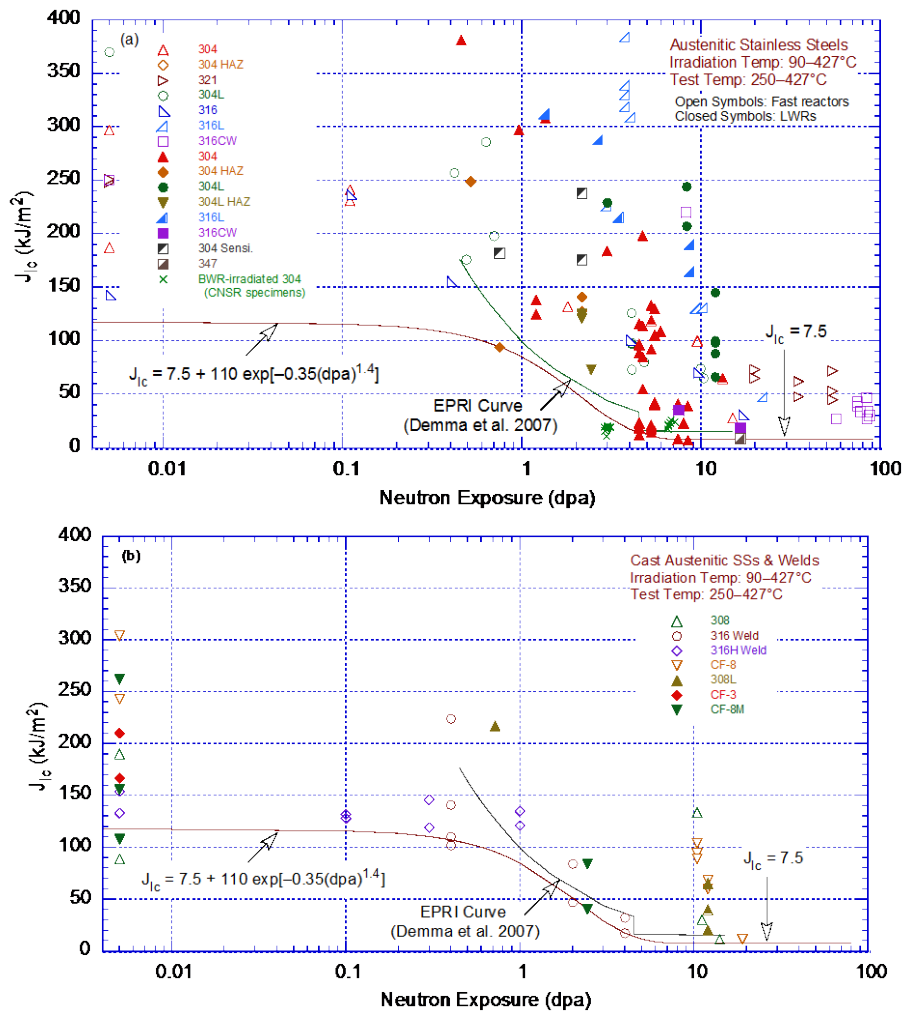 (a)
400
350
300
250
200
150
100
50
0
J_Ic (kJ/m²)
304
304 HAZ
321
304L
316
316L
316CW
304
304 HAZ
304L
304L HAZ
316L
316CW
304 Sensi.
347
BWR-irradiated 304
(CNSR specimens)
Austenitic Stainless Steels
Irradiation Temp: 90–427°C
Test Temp: 250–427°C
Open Symbols: Fast reactors
Closed Symbols: LWRs
J_Ic = 7.5
J_Ic = 7.5 + 110 exp[–0.35(dpa)^1.4]
EPRI Curve
(Demma et al. 2007)
0.01
0.1
1
10
100
Neutron Exposure (dpa)
(b)
400
350
300
250
200
150
100
50
0
J_Ic (kJ/m²)
Cast Austenitic SSs & Welds
Irradiation Temp: 90–427°C
Test Temp: 250–427°C
308
316 Weld
316H Weld
CF-8
308L
CF-3
CF-8M
J_Ic = 7.5
J_Ic = 7.5 + 110 exp[–0.35(dpa)^1.4]
EPRI Curve
(Demma et al. 2007)
0.01
0.1
1
10
100
Neutron Exposure (dpa)